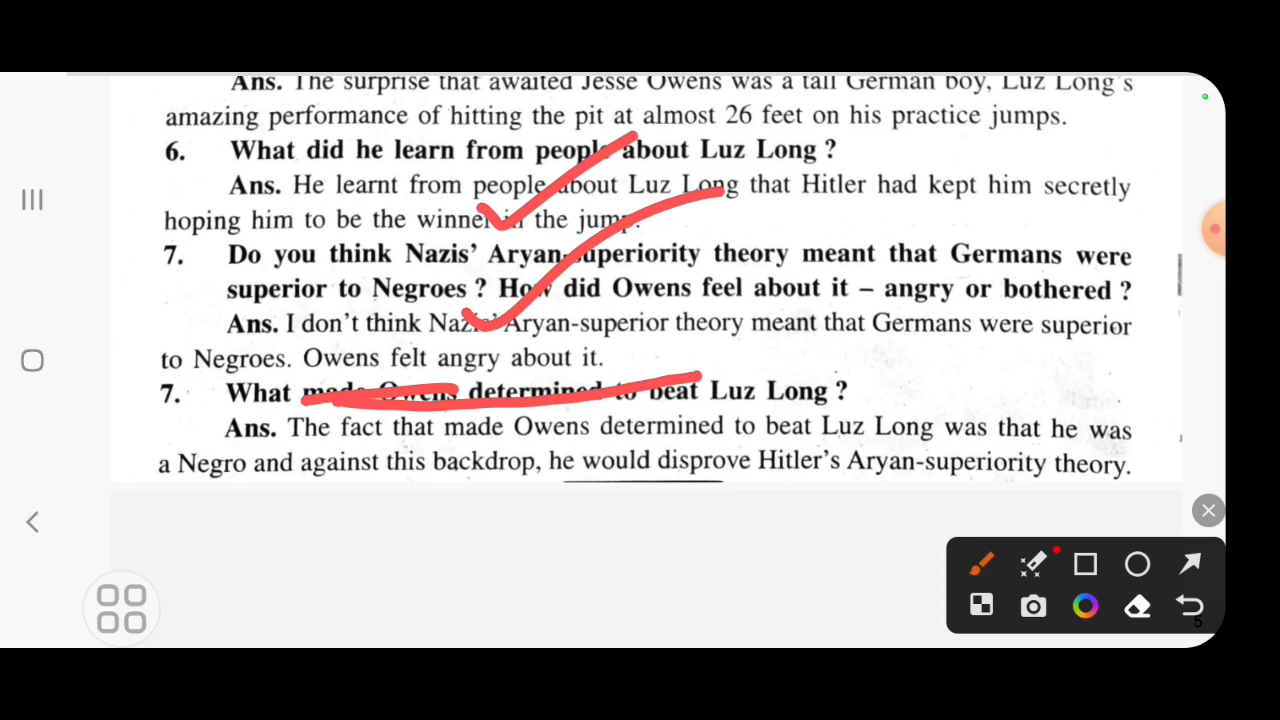 Ans. The surprise that awaited Jesse Owens was a tall German boy, Luz Long's
amazing performance of hitting the pit at almost 26 feet on his practice jumps.
6. What did he learn from people about Luz Long ?
Ans. He learnt from people about Luz Long that Hitler had kept him secretly
hoping him to be the winner in the jump.
7. Do you think Nazis' Aryan-superiority theory meant that Germans were
superior to Negroes ? How did Owens feel about it – angry or bothered ?
Ans. I don't think Nazis' Aryan-superior theory meant that Germans were superior
to Negroes. Owens felt angry about it.
7. What made Owens determined to beat Luz Long ?
Ans. The fact that made Owens determined to beat Luz Long was that he was
a Negro and against this backdrop, he would disprove Hitler's Aryan-superiority theory.
5